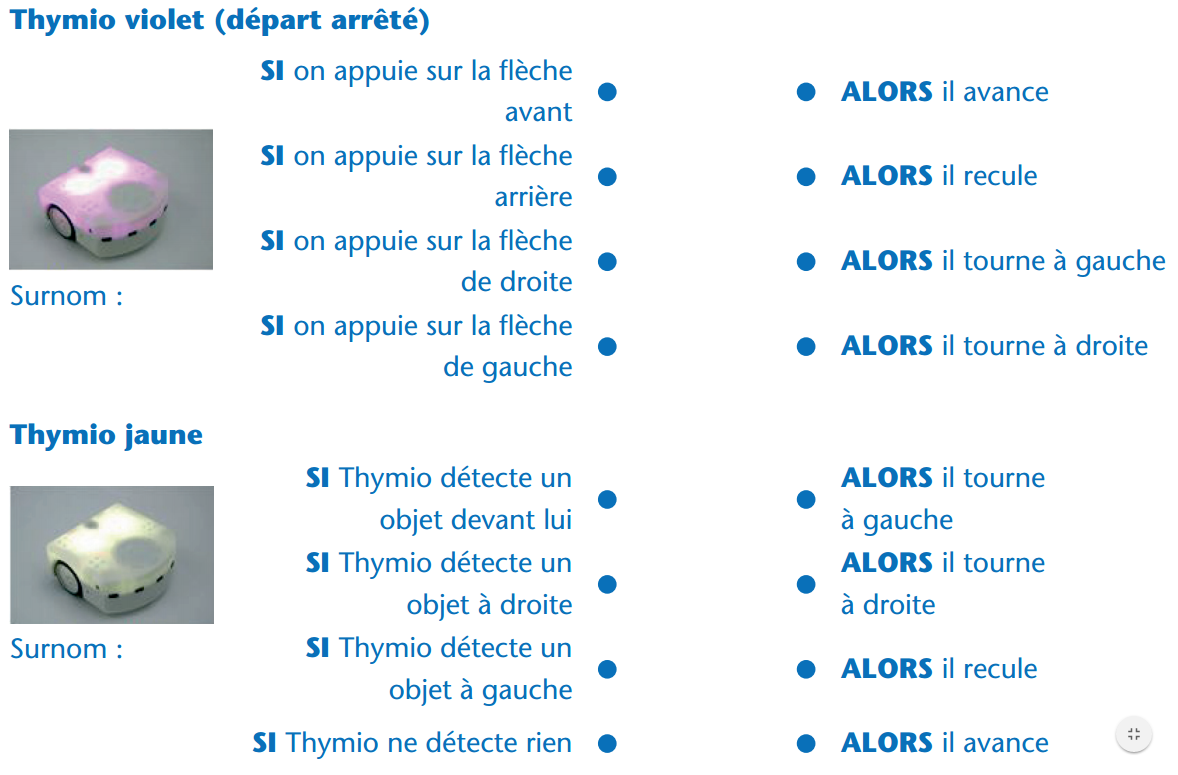 Thymio violet (départ arrêté)
SI on appuie sur la flèche
avant
ALORS il avance
SI on appuie sur la flèche
arrière
ALORS il recule
SI on appuie sur la flèche
de droite
ALORS il tourne à gauche
SI on appuie sur la flèche
de gauche
ALORS il tourne à droite
Surnom :
Thymio jaune
SI Thymio détecte un
objet devant lui
ALORS il tourne
à gauche
SI Thymio détecte un
objet à droite
ALORS il tourne
à droite
SI Thymio détecte un
objet à gauche
ALORS il recule
SI Thymio ne détecte rien
ALORS il avance
Surnom :